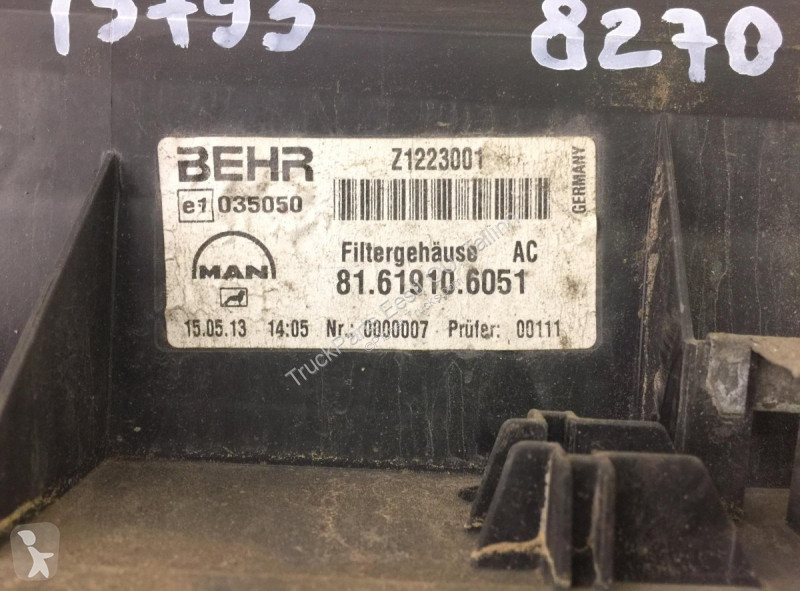 15793 8270
BEHR Z1223001
GERMANY
e1 035050
MAN Filtergehäuse AC
81.61910.6051
15.05.13 14:05 Nr.: 0000007 Prüfer: 00111